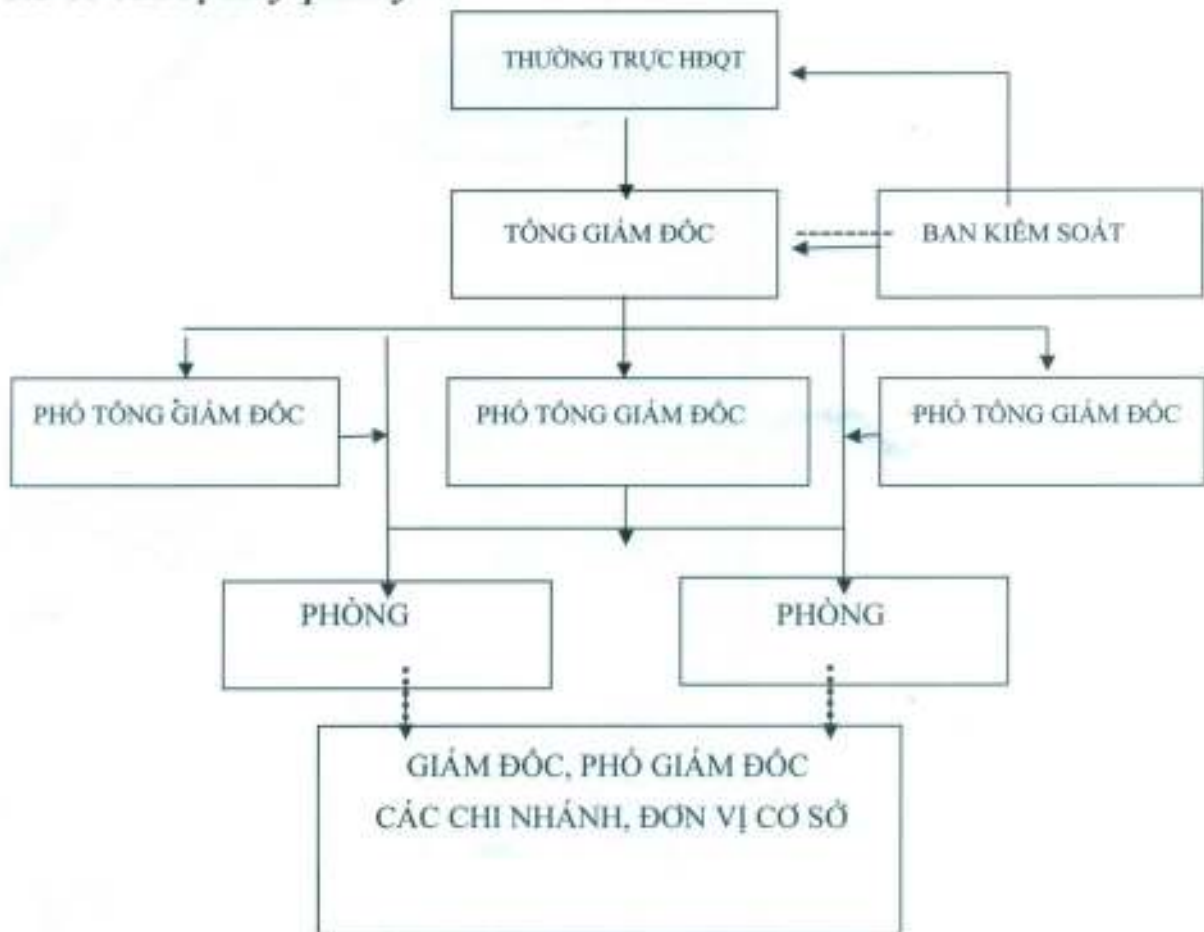 THƯỜNG TRỰC HĐQT
TỔNG GIÁM ĐỐC
BAN KIỂM SOÁT
PHÓ TỔNG GIÁM ĐỐC
PHÓ TỔNG GIÁM ĐỐC
PHÓ TỔNG GIÁM ĐỐC
PHÒNG
PHÒNG
GIÁM ĐỐC, PHÓ GIÁM ĐỐC
CÁC CHI NHÁNH, ĐƠN VỊ CƠ SỞ